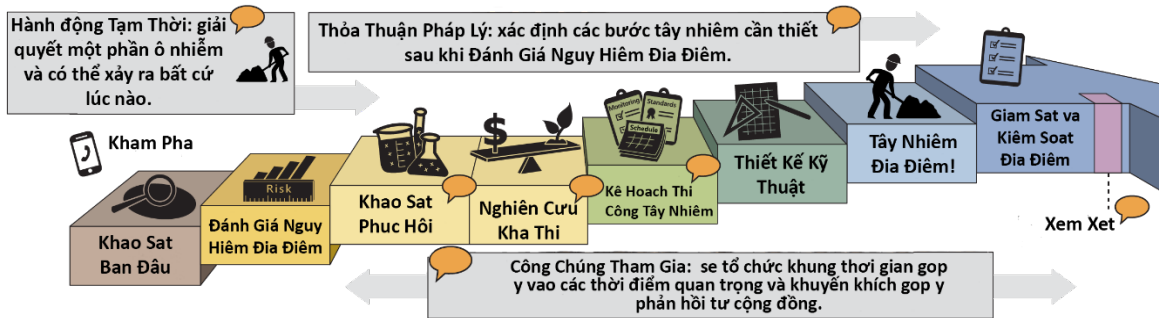 Hành động Tạm Thời: giải
quyết một phần ô nhiễm
và có thể xảy ra bất cứ
lúc nào.
Thỏa Thuận Pháp Lý: xác định các bước tây nhiêm cần thiết
sau khi Đánh Giá Nguy Hiêm Đia Điêm.
Kham Pha
Khao Sat
Ban Đâu
Risk
Đánh Giá Nguy
Hiêm Đia Điêm
Khao Sat
Phuc Hôi
$
Nghiên Cưu
Kha Thi
Monitoring
Standards
Schedule
Kê Hoach Thi
Công Tây Nhiêm
Thiết Kế Kỹ
Thuật
Tây Nhiêm
Đia Điêm!
Giam Sat va
Kiêm Soat
Đia Điêm
Xem Xet
Công Chúng Tham Gia: se tổ chức khung thơi gian gop
y vao các thời điểm quan trọng và khuyến khích gop y
phản hồi tư cộng đồng.